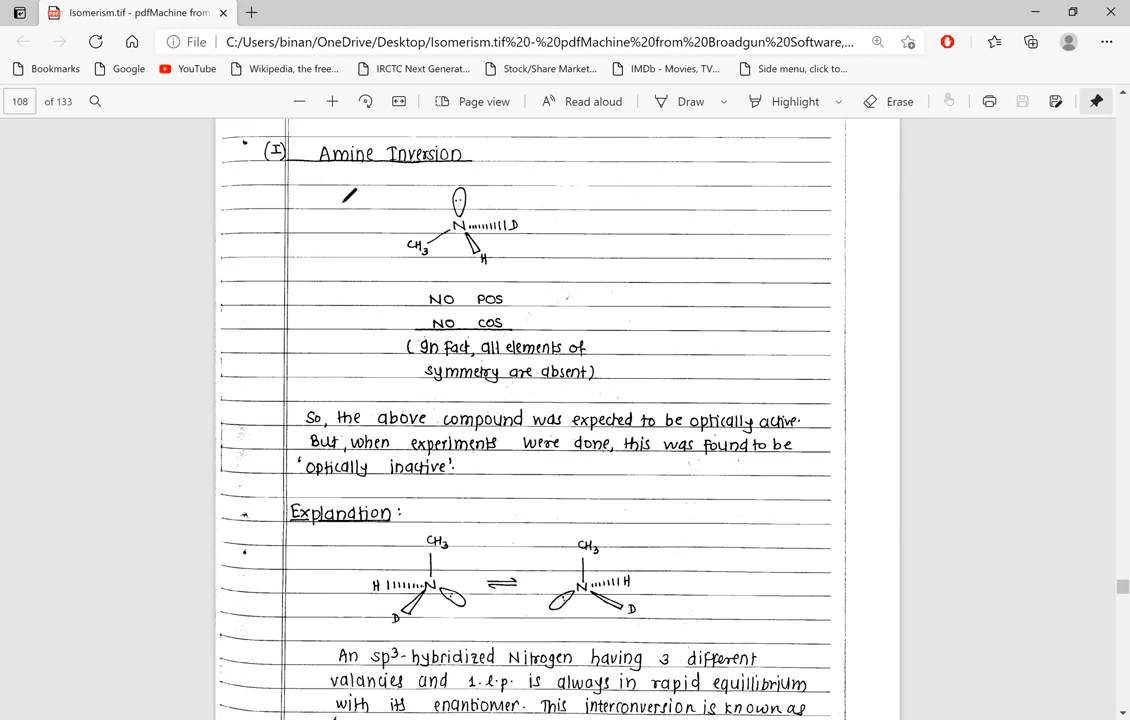 Isomerism.tif - pdfMachine from
File
C:/Users/binan/OneDrive/Desktop/Isomerism.tif%20-%20pdfMachine%20from%20Broadgun%20Software,...
Bookmarks Google YouTube Wikipedia, the free... IRCTC Next Generat... Stock/Share Market... IMDb - Movies, TV... Side menu, click to...
108 of 133 Page view Read aloud Draw Highlight Erase
(I) Amine Inversion
N D
CH3
H
NO POS
NO COS
(In fact, all elements of
symmetry are absent)
So, the above compound was expected to be optically active.
But, when experiments were done, this was found to be
'optically inactive'.
Explanation:
CH3 CH3
H N ⇌ N H
D D
An sp3-hybridized Nitrogen having 3 different
valancies and 1 l.p. is always in rapid equillibrium
with its enantiomer. This interconversion is known as